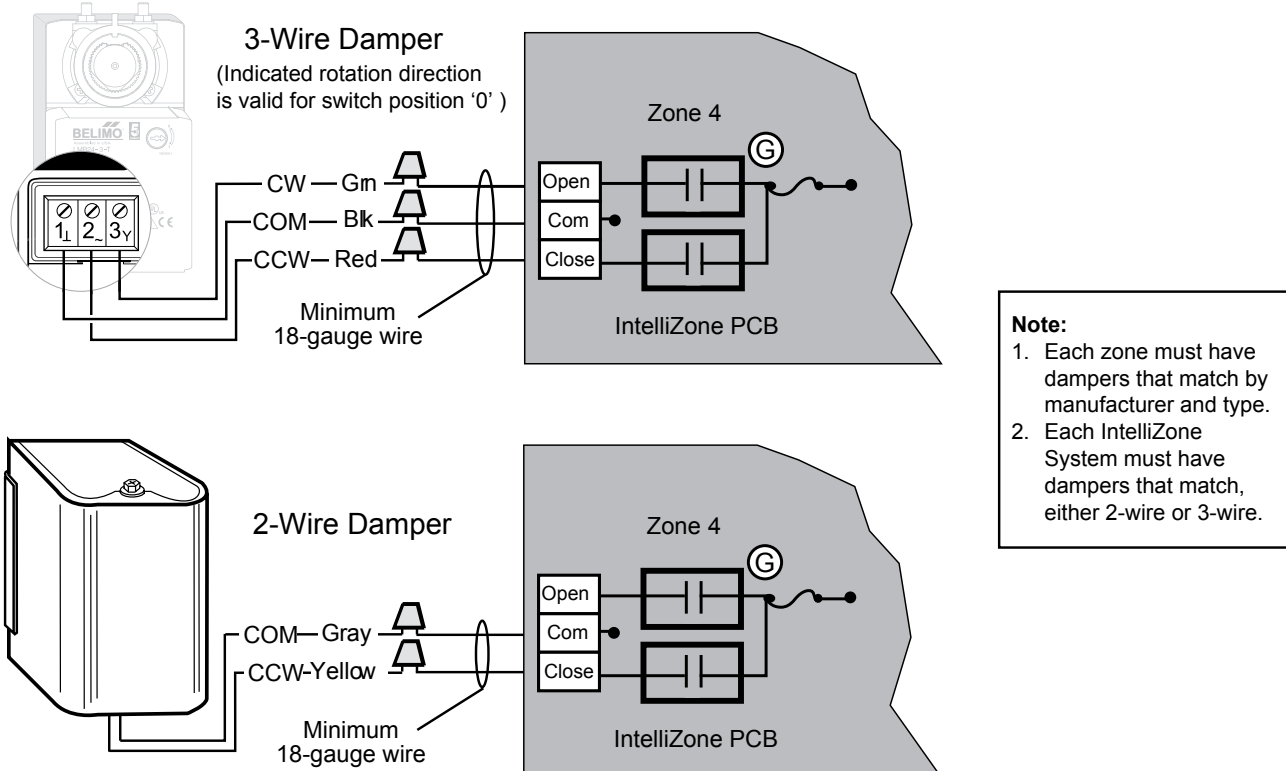 3-Wire Damper
(Indicated rotation direction
is valid for switch position ‘0’ )
BELIMO
1⊥ 2~ 3Y
CW Grn
COM Blk
CCW Red
Minimum
18-gauge wire
Zone 4
G
Open
Com
Close
IntelliZone PCB
Note:
1. Each zone must have
dampers that match by
manufacturer and type.
2. Each IntelliZone
System must have
dampers that match,
either 2-wire or 3-wire.
2-Wire Damper
COM Gray
CCW-Yellow
Minimum
18-gauge wire
Zone 4
G
Open
Com
Close
IntelliZone PCB